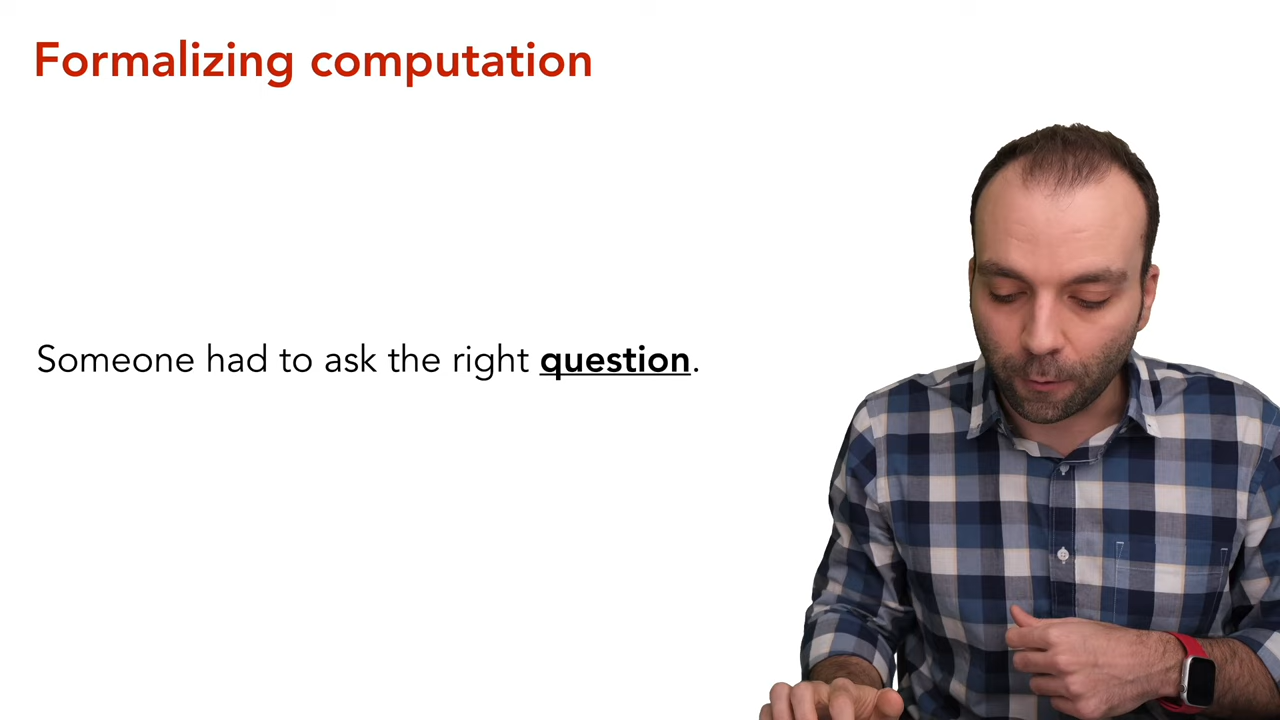 Formalizing computation
Someone had to ask the right question.